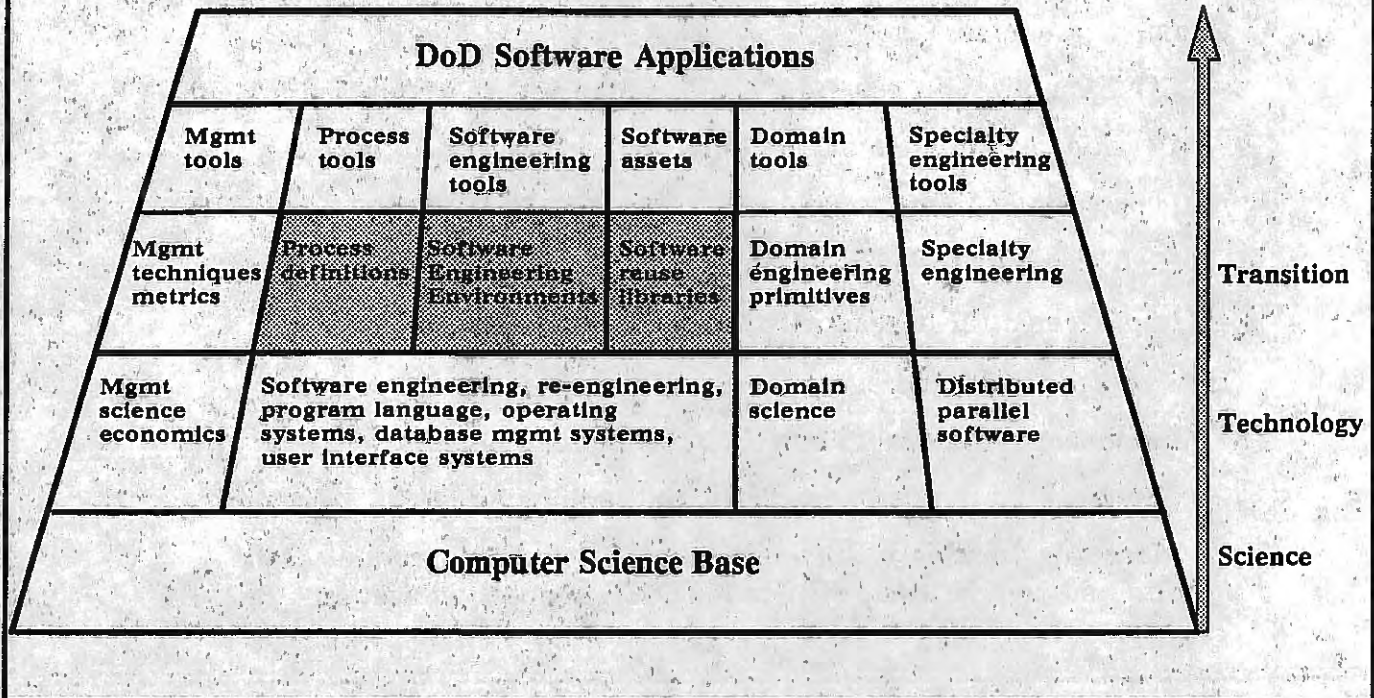 DoD Software Applications
Mgmt
tools
Process
tools
Software
engineering
tools
Software
assets
Domain
tools
Specialty
engineering
tools
Mgmt
techniques
metrics
Process
definitions
Software
Engineering
Environments
Software
reuse
libraries
Domain
engineering
primitives
Specialty
engineering
Transition
Mgmt
science
economics
Software engineering, re-engineering,
program language, operating
systems, database mgmt systems,
user interface systems
Domain
science
Distributed
parallel
software
Technology
Computer Science Base
Science